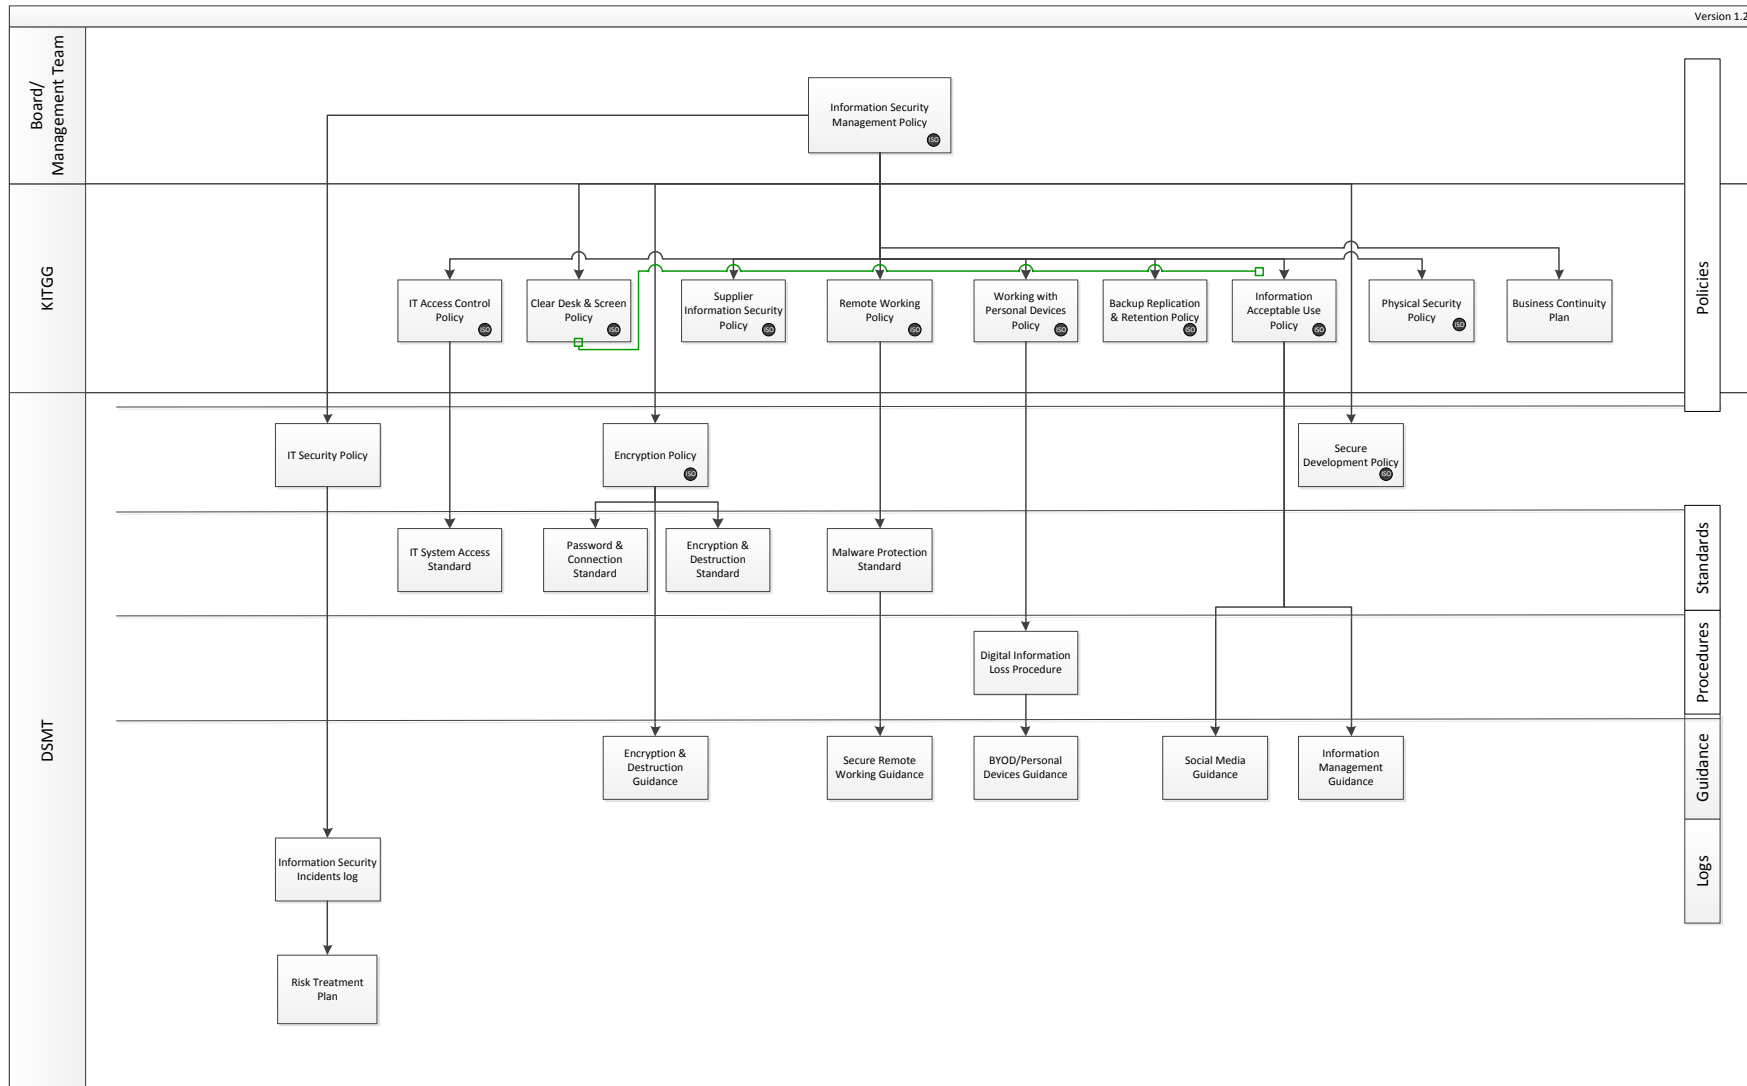 Version 1.2
Board/
Management Team
Information Security
Management Policy
ISO
Policies
KITGG
IT Access Control
Policy
ISO
Clear Desk & Screen
Policy
ISO
Supplier
Information Security
Policy
ISO
Remote Working
Policy
ISO
Working with
Personal Devices
Policy
ISO
Backup Replication
& Retention Policy
ISO
Information
Acceptable Use
Policy
ISO
Physical Security
Policy
ISO
Business Continuity
Plan
DSMT
IT Security Policy
Encryption Policy
ISO
Secure
Development Policy
ISO
Standards
IT System Access
Standard
Password &
Connection
Standard
Encryption &
Destruction
Standard
Malware Protection
Standard
Procedures
Digital Information
Loss Procedure
Guidance
Encryption &
Destruction
Guidance
Secure Remote
Working Guidance
BYOD/Personal
Devices Guidance
Social Media
Guidance
Information
Management
Guidance
Logs
Information Security
Incidents log
Risk Treatment
Plan